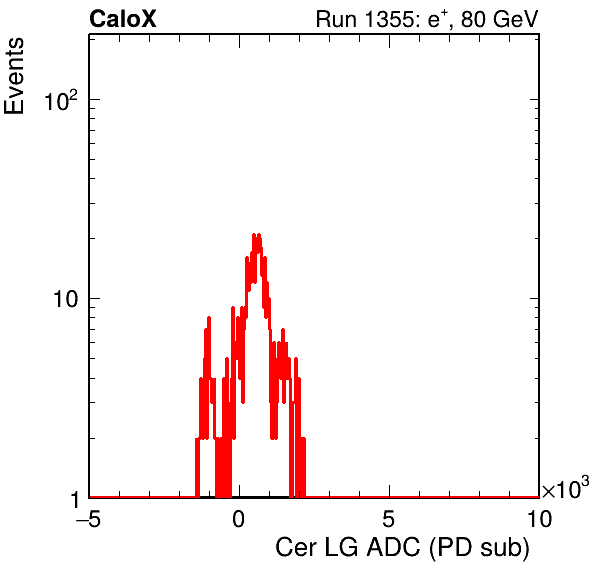 CaloX Run 1355: e⁺, 80 GeV
Events
10²
10
1
−5 0 5 10
×10³
Cer LG ADC (PD sub)